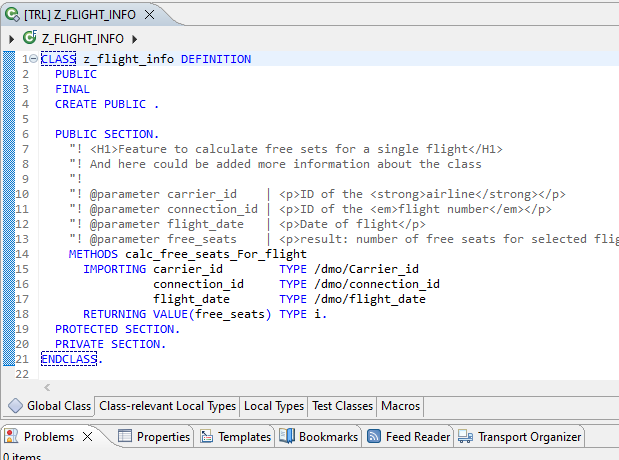 [TRL] Z_FLIGHT_INFO
Z_FLIGHT_INFO
1 CLASS z_flight_info DEFINITION
2 PUBLIC
3 FINAL
4 CREATE PUBLIC .
5
6 PUBLIC SECTION.
7 "! <H1>Feature to calculate free sets for a single flight</H1>
8 "! And here could be added more information about the class
9 "!
10 "! @parameter carrier_id | <p>ID of the <strong>airline</strong></p>
11 "! @parameter connection_id | <p>ID of the <em>flight number</em></p>
12 "! @parameter flight_date | <p>Date of flight</p>
13 "! @parameter free_seats | <p>result: number of free seats for selected flig
14 METHODS calc_free_seats_For_flight
15 IMPORTING carrier_id TYPE /dmo/Carrier_id
16 connection_id TYPE /dmo/connection_id
17 flight_date TYPE /dmo/flight_date
18 RETURNING VALUE(free_seats) TYPE i.
19 PROTECTED SECTION.
20 PRIVATE SECTION.
21 ENDCLASS.
22
Global Class Class-relevant Local Types Local Types Test Classes Macros
Problems Properties Templates Bookmarks Feed Reader Transport Organizer
0 items